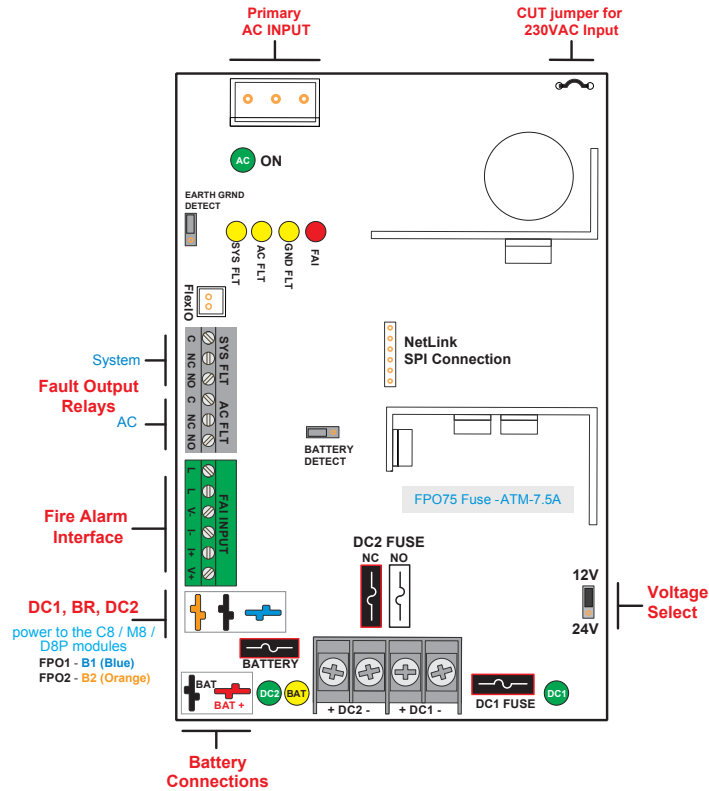 Primary
AC INPUT
CUT jumper for
230VAC Input
AC
ON
EARTH GRND
DETECT
SYS FLT
AC FLT
GND FLT
FAI
FlexIO
NetLink
SPI Connection
System
Fault Output
Relays
AC
C
NC
NO
C
NC
NO
SYS FLT
AC FLT
BATTERY
DETECT
FPO75 Fuse -ATM-7.5A
Fire Alarm
Interface
L
L
V-
I-
I+
V+
FAI INPUT
DC2 FUSE
NC
NO
12V
24V
Voltage
Select
DC1, BR, DC2
power to the C8 / M8 /
D8P modules
FPO1 - B1 (Blue)
FPO2 - B2 (Orange)
BATTERY
BAT
BAT +
DC2
BAT
+ DC2 -
+ DC1 -
DC1 FUSE
DC1
Battery
Connections